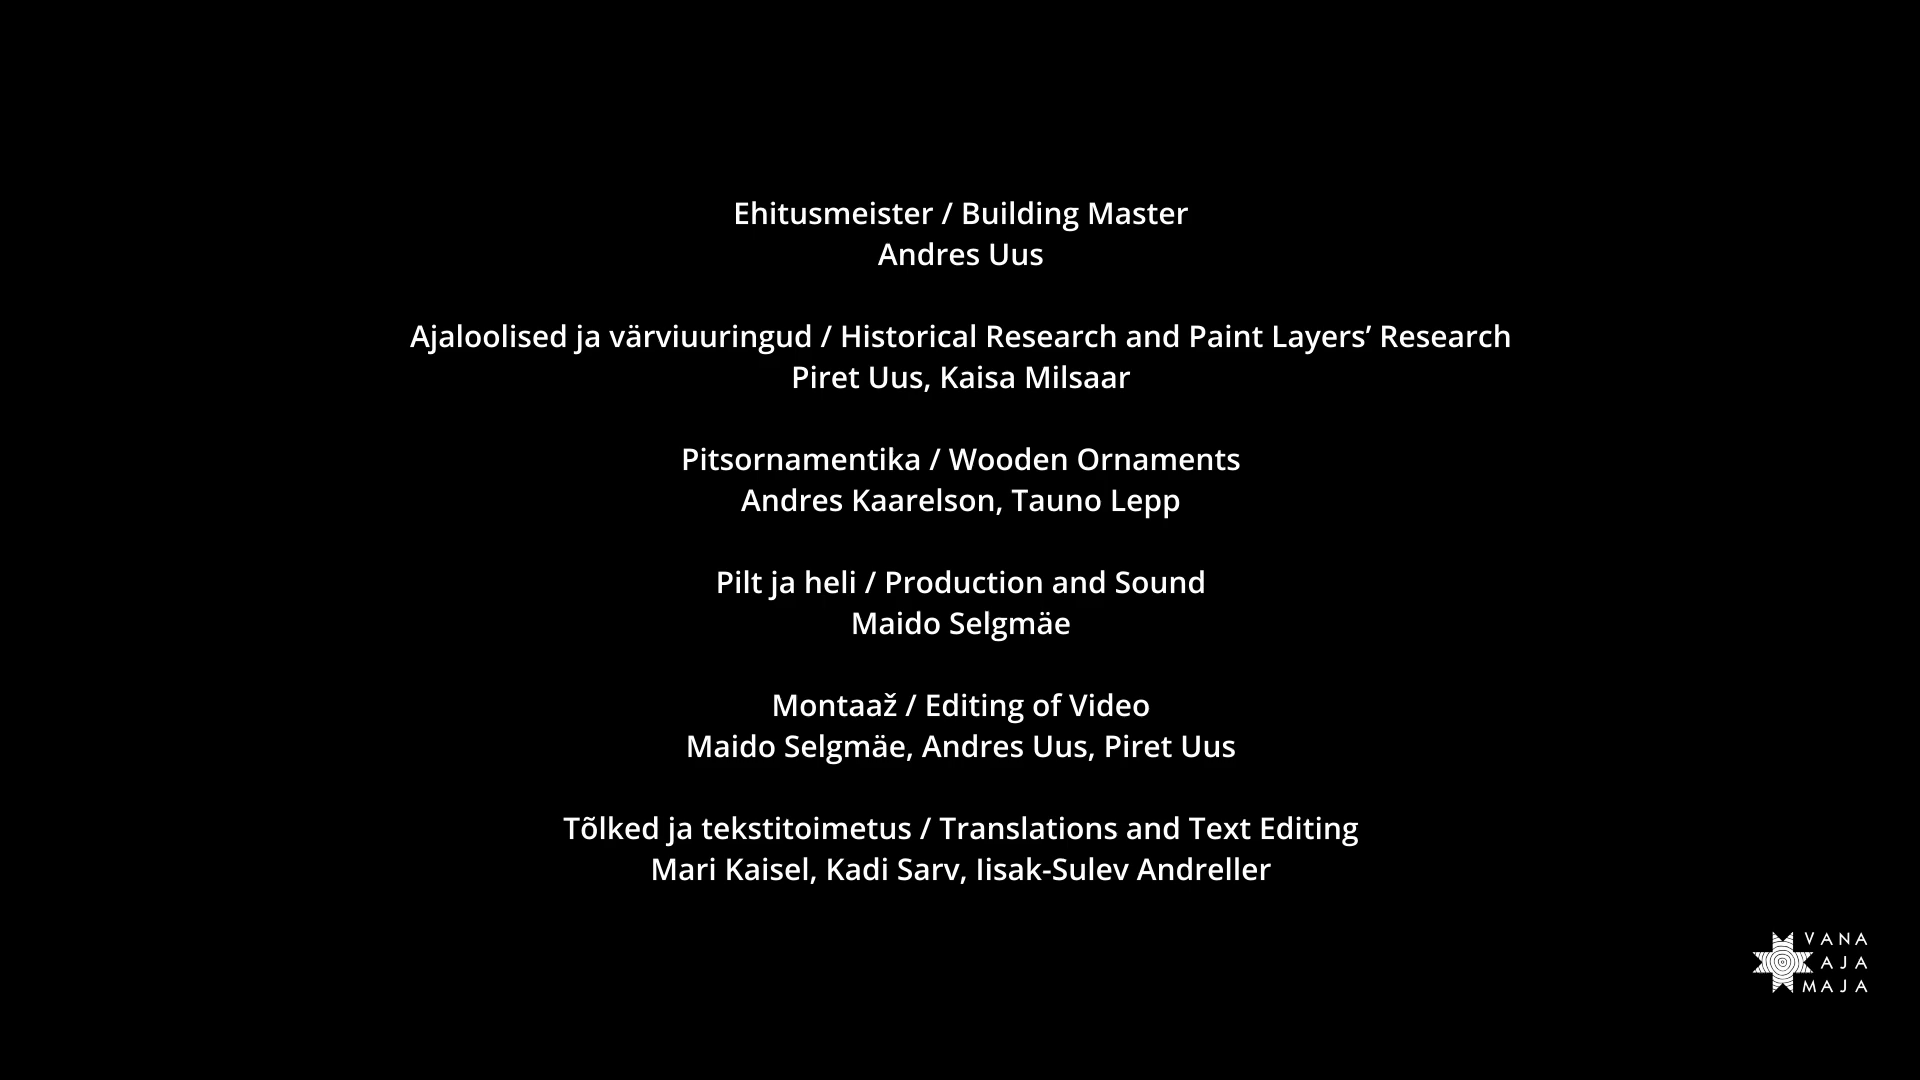 Ehitusmeister / Building Master
Andres Uus
Ajaloolised ja värviuuringud / Historical Research and Paint Layers’ Research
Piret Uus, Kaisa Milsaar
Pitsornamentika / Wooden Ornaments
Andres Kaarelson, Tauno Lepp
Pilt ja heli / Production and Sound
Maido Selgmäe
Montaaž / Editing of Video
Maido Selgmäe, Andres Uus, Piret Uus
Tõlked ja tekstitoimetus / Translations and Text Editing
Mari Kaisel, Kadi Sarv, Iisak-Sulev Andreller
VANA
AJA
MAJA